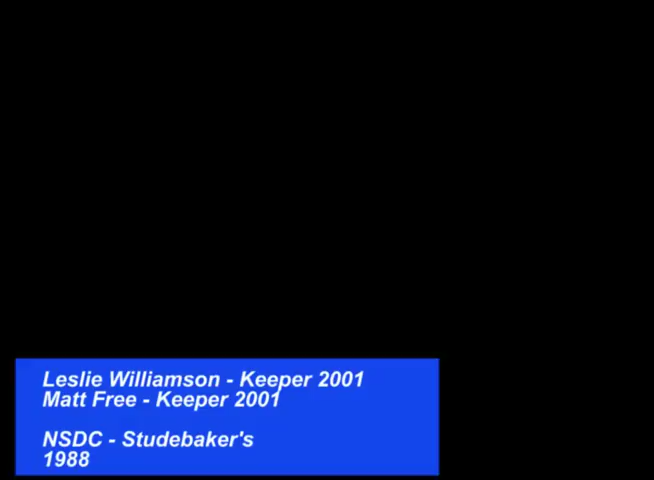 Leslie Williamson - Keeper 2001
Matt Free - Keeper 2001
NSDC - Studebaker's
1988